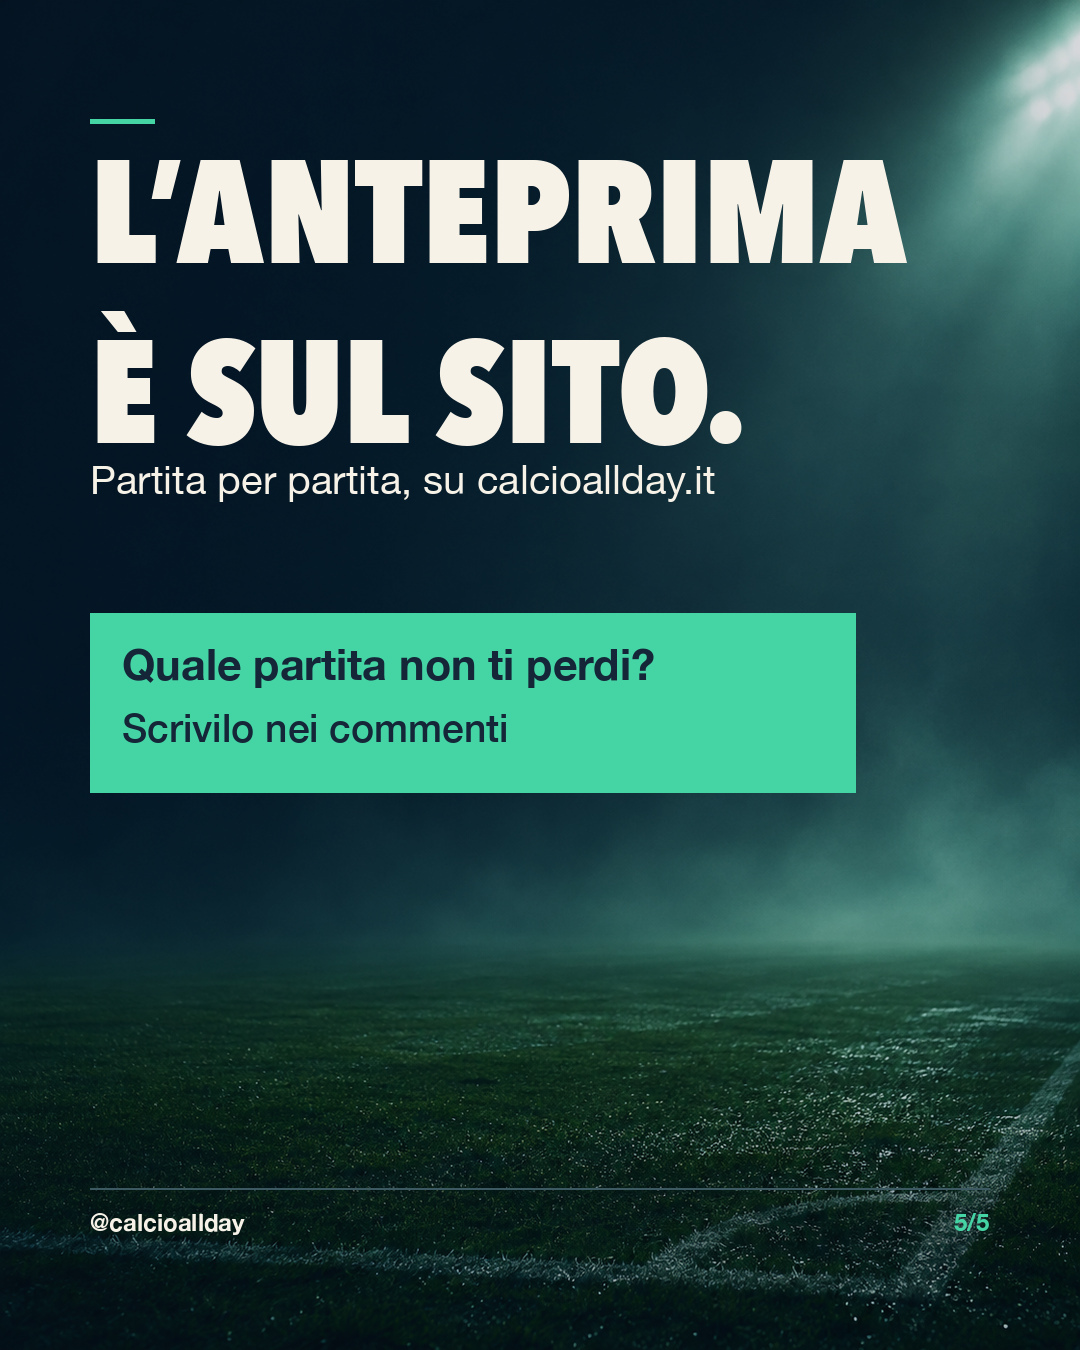 L’ANTEPRIMA
È SUL SITO.
Partita per partita, su calcioallday.it
Quale partita non ti perdi?
Scrivilo nei commenti
@calcioallday
5/5